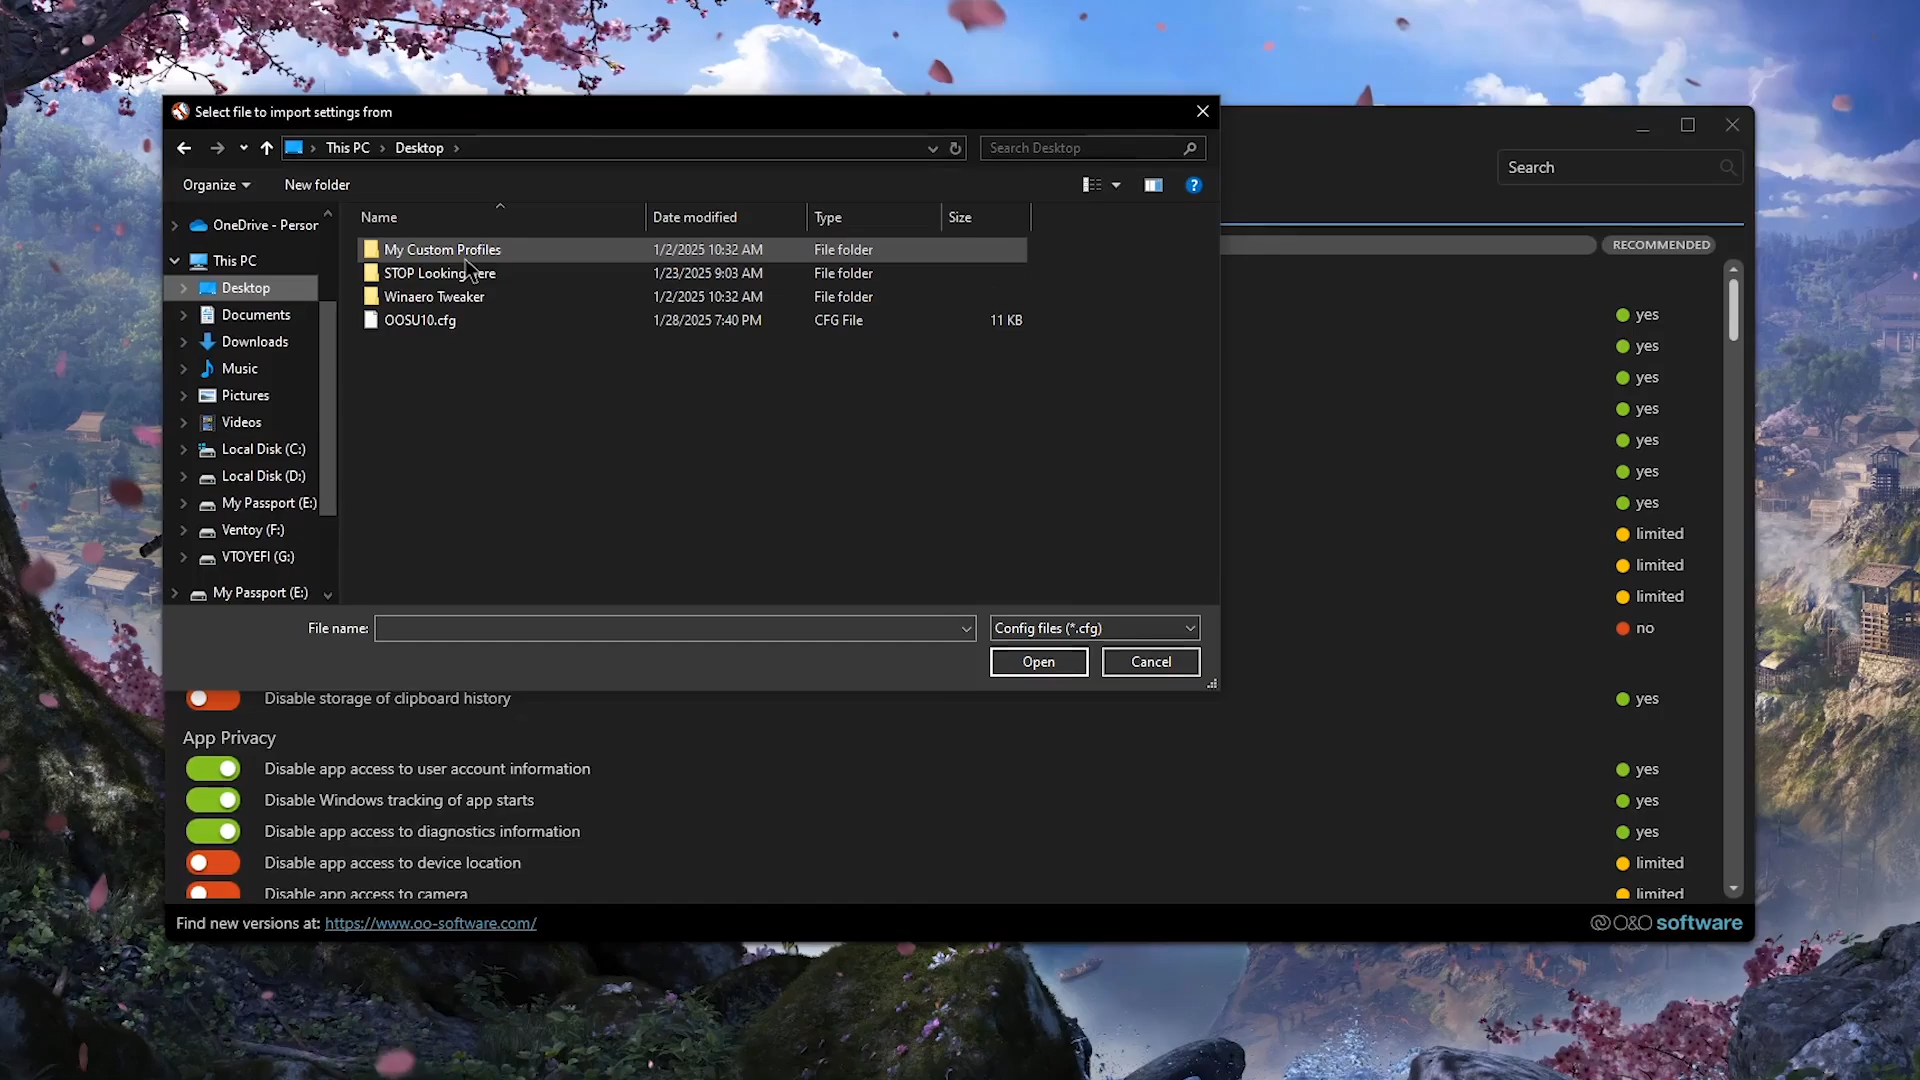 Select file to import settings from
This PC > Desktop >
Search Desktop
Search
Organize
New folder
RECOMMENDED
Name Date modified Type Size
OneDrive - Person
This PC
Desktop
Documents
Downloads
Music
Pictures
Videos
Local Disk (C:)
Local Disk (D:)
My Passport (E:)
Ventoy (F:)
VTOYEFI (G:)
My Passport (E:)
My Custom Profiles 1/2/2025 10:32 AM File folder
STOP Looking 1/23/2025 9:03 AM File folder
Winaero Tweaker 1/2/2025 10:32 AM File folder
OOSU10.cfg 1/28/2025 7:40 PM CFG File 11 KB
yes
yes
yes
yes
yes
yes
yes
limited
limited
limited
no
File name:
Config files (*.cfg)
Open
Cancel
Disable storage of clipboard history yes
App Privacy
Disable app access to user account information yes
Disable Windows tracking of app starts yes
Disable app access to diagnostics information yes
Disable app access to device location limited
Disable app access to camera limited
Find new versions at: https://www.oo-software.com/
O&O software